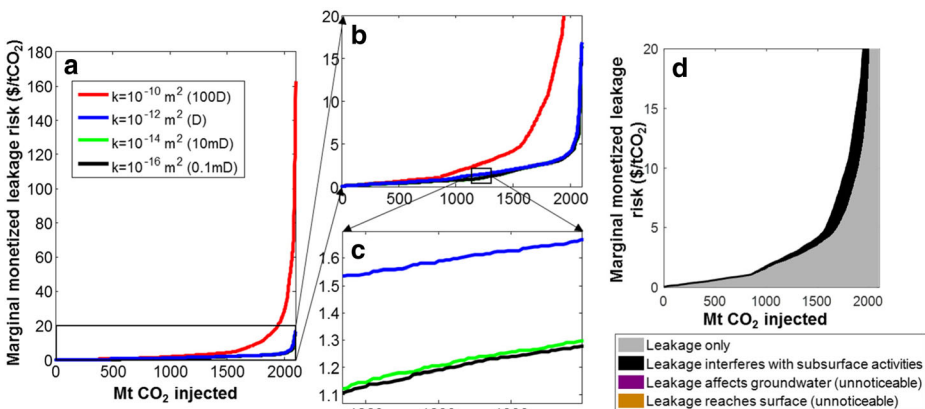 a
Marginal monetized leakage risk ($/tCO₂)
180
160
140
120
100
80
60
40
20
0
k=10⁻¹⁰ m² (100D)
k=10⁻¹² m² (D)
k=10⁻¹⁴ m² (10mD)
k=10⁻¹⁶ m² (0.1mD)
0 500 1000 1500 2000
Mt CO₂ injected
b
20
15
10
5
0
0 500 1000 1500 2000
c
1.6
1.5
1.4
1.3
1.2
1.1
d
Marginal monetized leakage
risk ($/tCO₂)
20
15
10
5
0
0 500 1000 1500 2000
Mt CO₂ injected
Leakage only
Leakage interferes with subsurface activities
Leakage affects groundwater (unnoticeable)
Leakage reaches surface (unnoticeable)